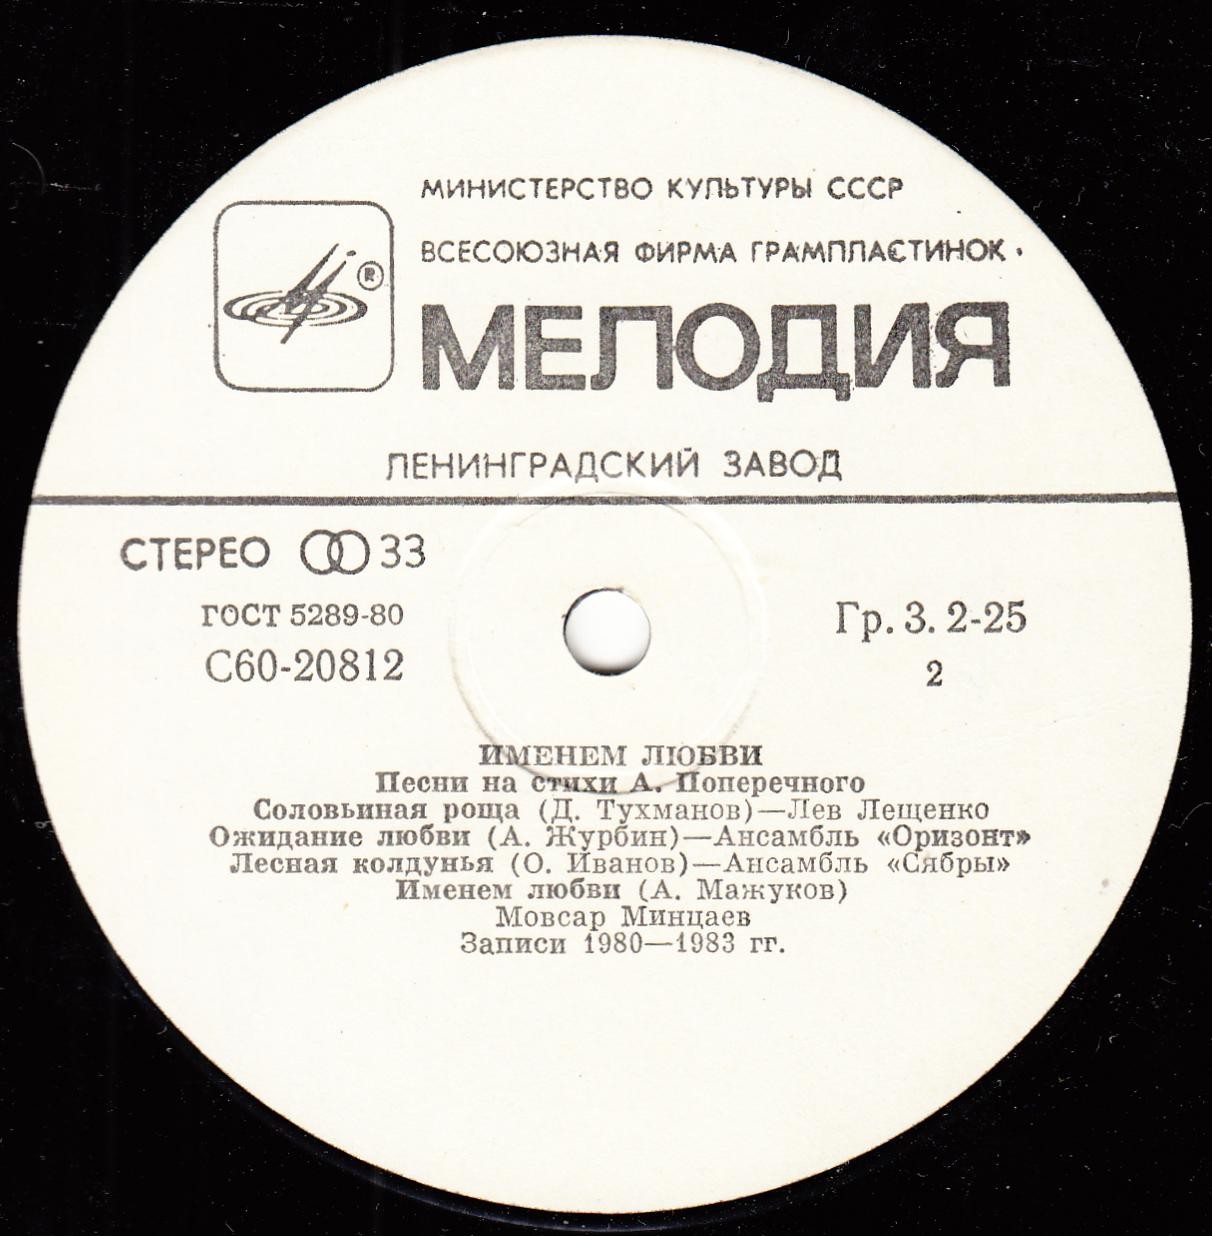 МИНИСТЕРСТВО КУЛЬТУРЫ СССР
ВСЕСОЮЗНАЯ ФИРМА ГРАМПЛАСТИНОК
®
МЕЛОДИЯ
ЛЕНИНГРАДСКИЙ ЗАВОД
СТЕРЕО 33
ГОСТ 5289-80
Гр. 3. 2-25
С60-20812
2
ИМЕНЕМ ЛЮБВИ
Песни на стихи А. Поперечного
Соловьиная роща (Д. Тухманов)—Лев Лещенко
Ожидание любви (А. Журбин)—Ансамбль «Оризонт»
Лесная колдунья (О. Иванов)—Ансамбль «Сябры»
Именем любви (А. Мажуков)
Мовсар Минцаев
Записи 1980—1983 гг.